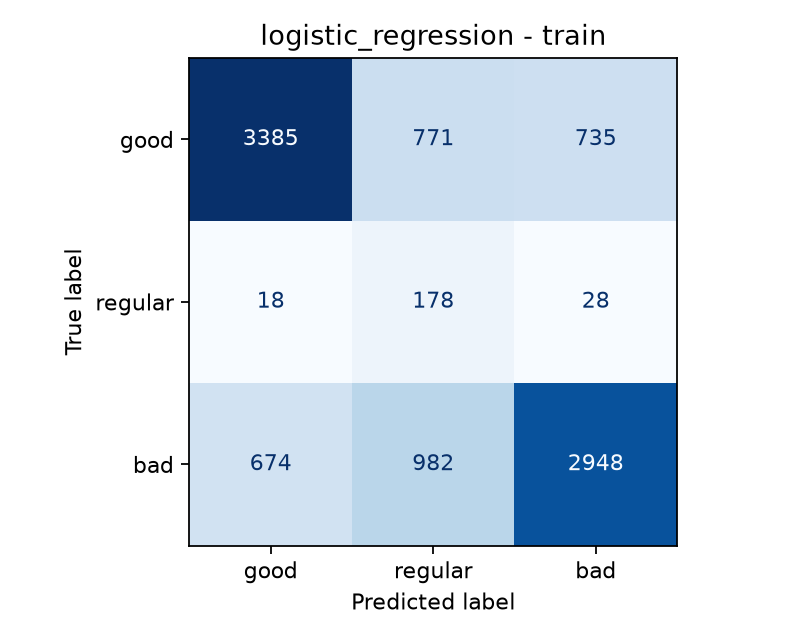 logistic_regression - train
good 3385 771 735
regular 18 178 28
bad 674 982 2948
True label
good regular bad
Predicted label